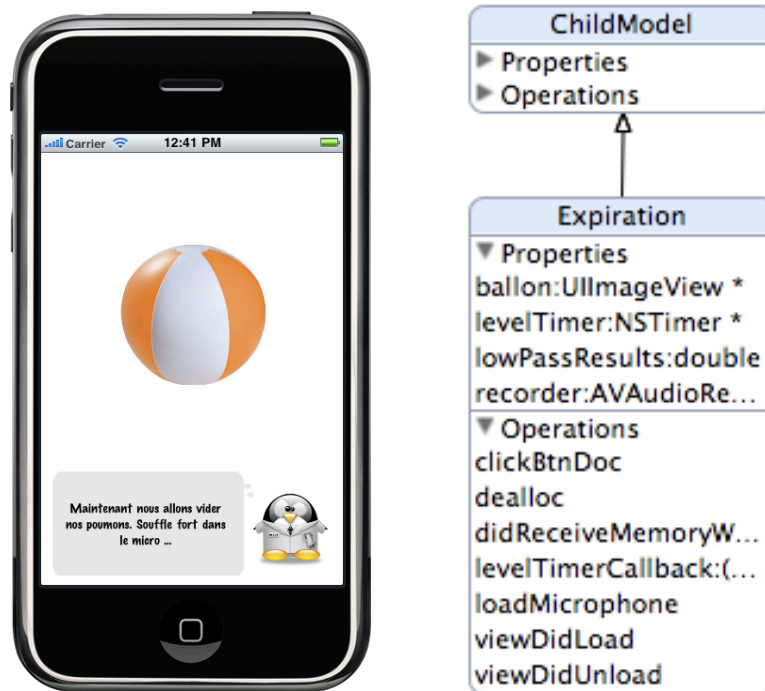 Carrier 12:41 PM
Maintenant nous allons vider
nos poumons. Souffle fort dans
le micro ...
ChildModel
Properties
Operations
Expiration
Properties
ballon:UIImageView *
levelTimer:NSTimer *
lowPassResults:double
recorder:AVAudioRe...
Operations
clickBtnDoc
dealloc
didReceiveMemoryW...
levelTimerCallback:(...
loadMicrophone
viewDidLoad
viewDidUnload